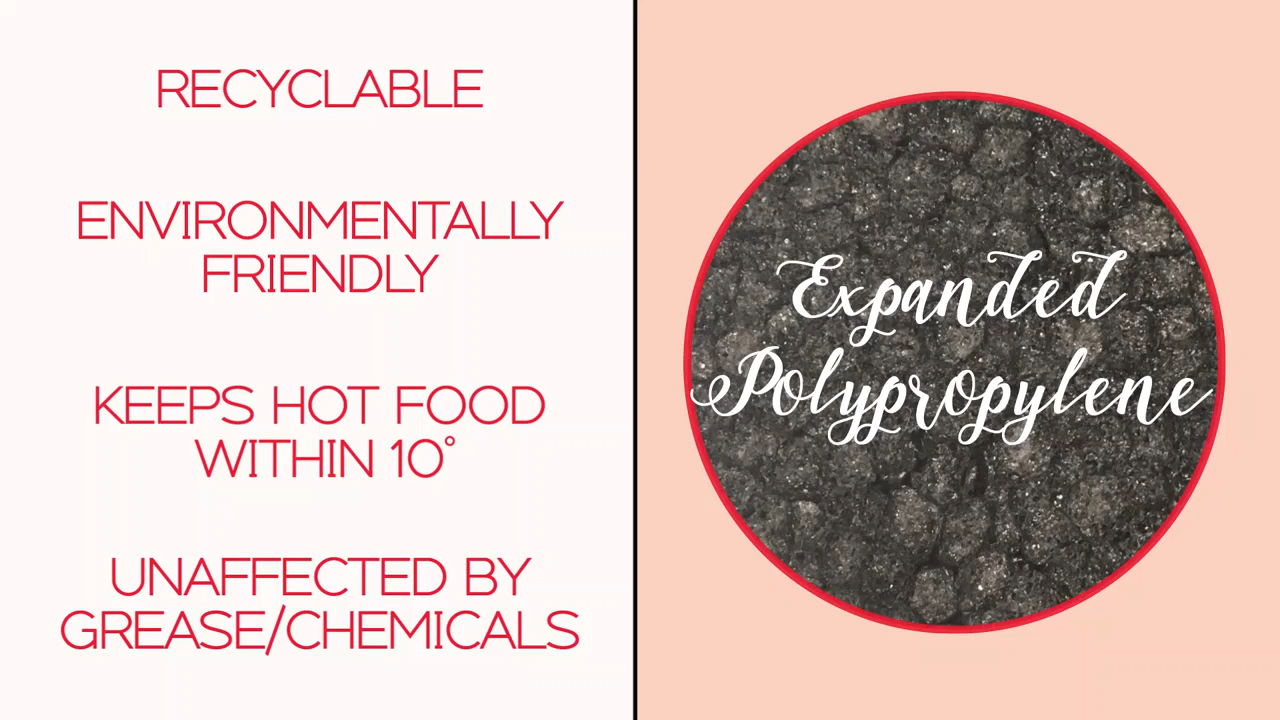 RECYCLABLE
ENVIRONMENTALLY
FRIENDLY
KEEPS HOT FOOD
WITHIN 10°
UNAFFECTED BY
GREASE/CHEMICALS
Expanded
Polypropylene